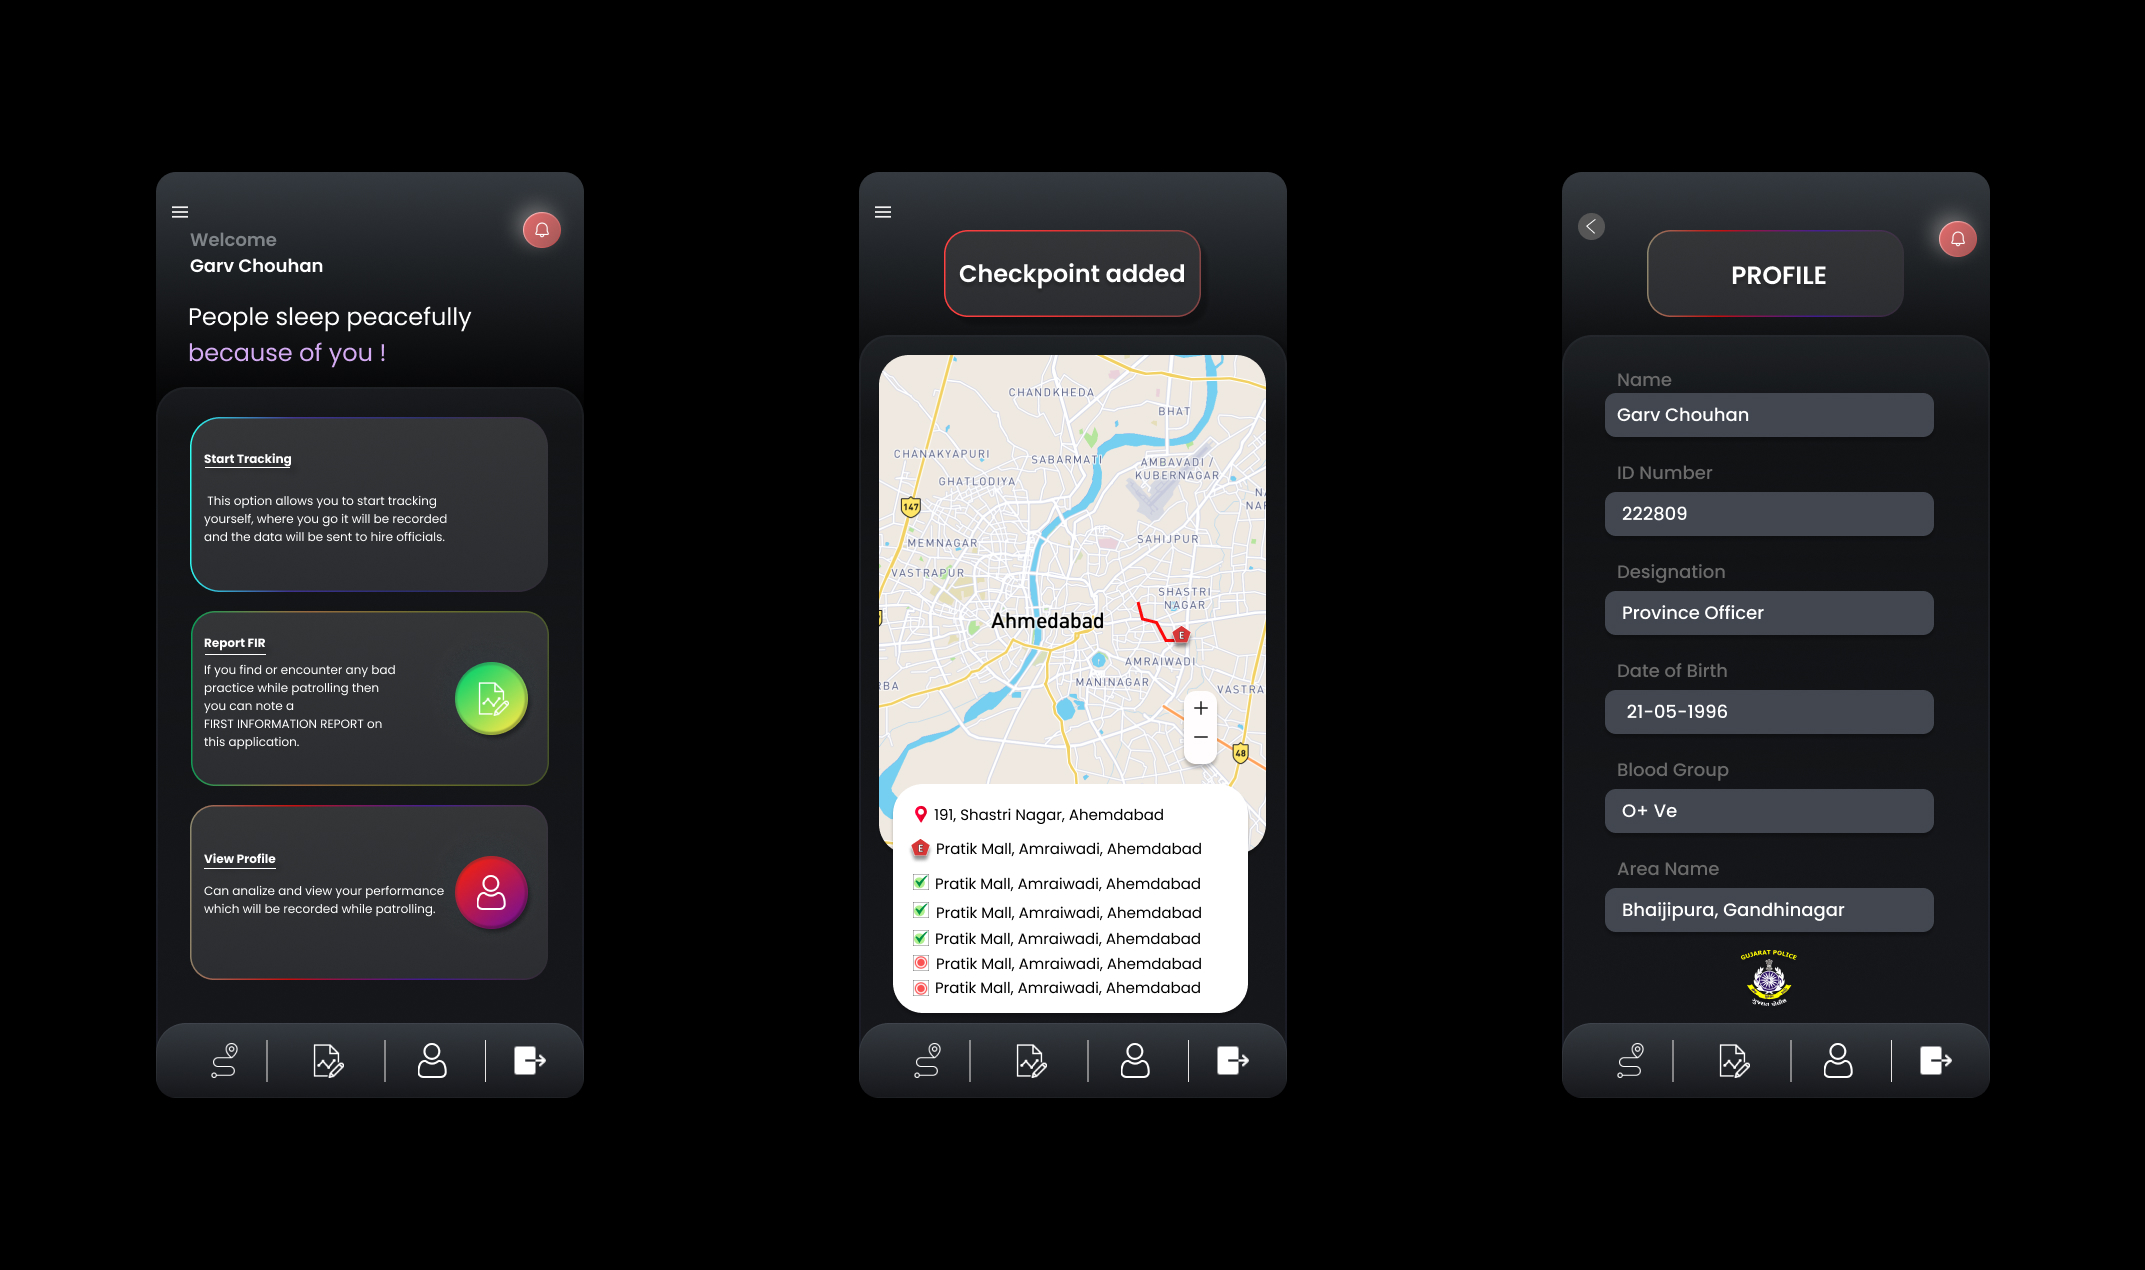 Welcome
Garv Chouhan
People sleep peacefully
because of you !
Start Tracking
This option allows you to start tracking
yourself, where you go it will be recorded
and the data will be sent to hire officials.
Report FIR
If you find or encounter any bad
practice while patrolling then
you can note a
FIRST INFORMATION REPORT on
this application.
View Profile
Can analize and view your performance
which will be recorded while patrolling.
Checkpoint added
CHANDKHEDA
BHAT
CHANAKYAPURI
SABARMATI
AMBAVADI /
KUBERNAGAR
GHATLODIYA
147
MEMNAGAR
SAHIJPUR
VASTRAPUR
SHASTRI
NAGAR
Ahmedabad
E
AMRAIWADI
MANINAGAR
VASTRA
48
191, Shastri Nagar, Ahemdabad
E
Pratik Mall, Amraiwadi, Ahemdabad
Pratik Mall, Amraiwadi, Ahemdabad
Pratik Mall, Amraiwadi, Ahemdabad
Pratik Mall, Amraiwadi, Ahemdabad
Pratik Mall, Amraiwadi, Ahemdabad
Pratik Mall, Amraiwadi, Ahemdabad
PROFILE
Name
Garv Chouhan
ID Number
222809
Designation
Province Officer
Date of Birth
21-05-1996
Blood Group
O+ Ve
Area Name
Bhaijipura, Gandhinagar
GUJARAT POLICE